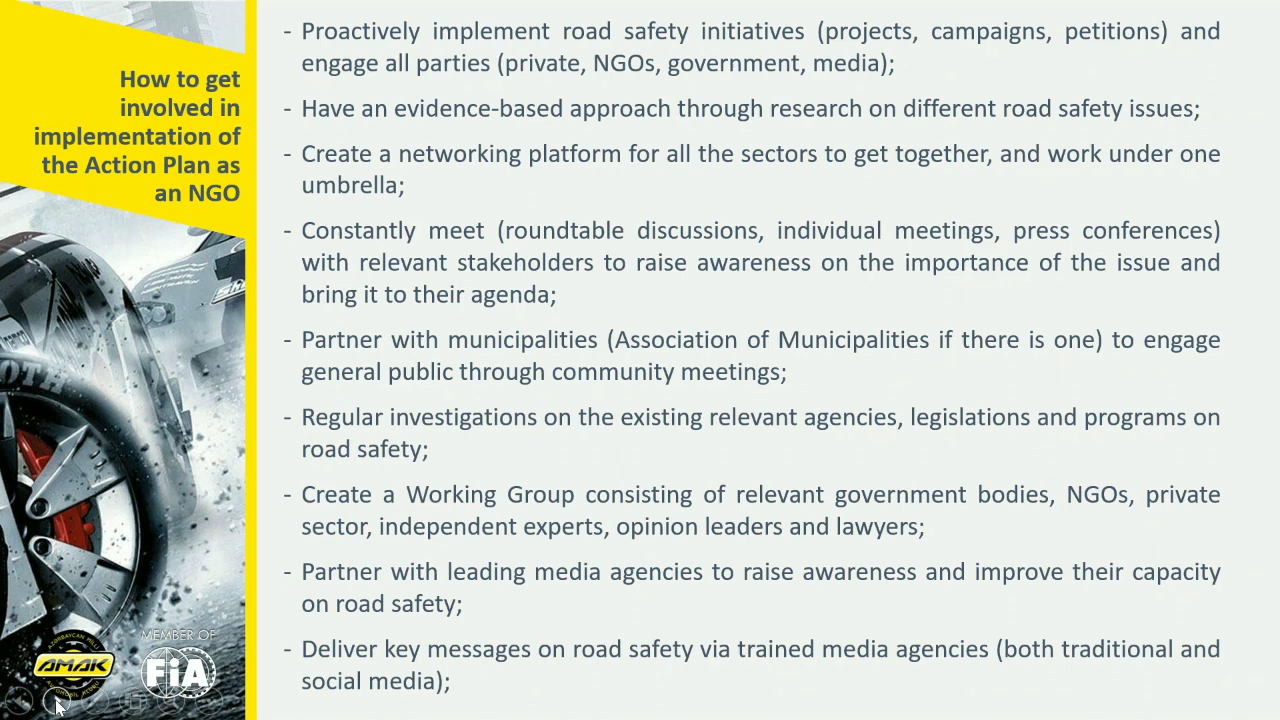 How to get
involved in
implementation of
the Action Plan as
an NGO
- Proactively implement road safety initiatives (projects, campaigns, petitions) and
engage all parties (private, NGOs, government, media);
- Have an evidence-based approach through research on different road safety issues;
- Create a networking platform for all the sectors to get together, and work under one
umbrella;
- Constantly meet (roundtable discussions, individual meetings, press conferences)
with relevant stakeholders to raise awareness on the importance of the issue and
bring it to their agenda;
- Partner with municipalities (Association of Municipalities if there is one) to engage
general public through community meetings;
- Regular investigations on the existing relevant agencies, legislations and programs on
road safety;
- Create a Working Group consisting of relevant government bodies, NGOs, private
sector, independent experts, opinion leaders and lawyers;
- Partner with leading media agencies to raise awareness and improve their capacity
on road safety;
- Deliver key messages on road safety via trained media agencies (both traditional and
social media);
AZƏRBAYCAN MİLLİ
AMAK
AVTOMOBİL KLUBU
MEMBER OF
FiA